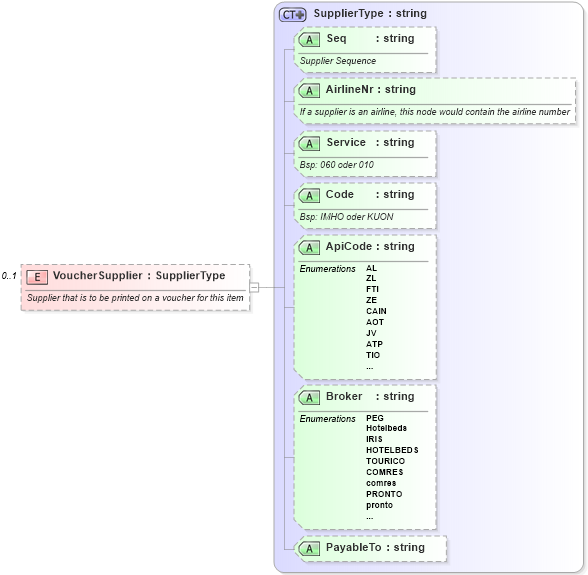 CT SupplierType : string
A Seq : string
Supplier Sequence
A AirlineNr : string
If a supplier is an airline, this node would contain the airline number
A Service : string
Bsp: 060 oder 010
A Code : string
Bsp: IMHO oder KUON
A ApiCode : string
Enumerations AL
ZL
FTI
ZE
CAIN
AOT
JV
ATP
TIO
...
0..1
E VoucherSupplier : SupplierType
Supplier that is to be printed on a voucher for this item
A Broker : string
Enumerations PEG
Hotelbeds
IRIS
HOTELBEDS
TOURICO
COMRES
comres
PRONTO
pronto
...
A PayableTo : string